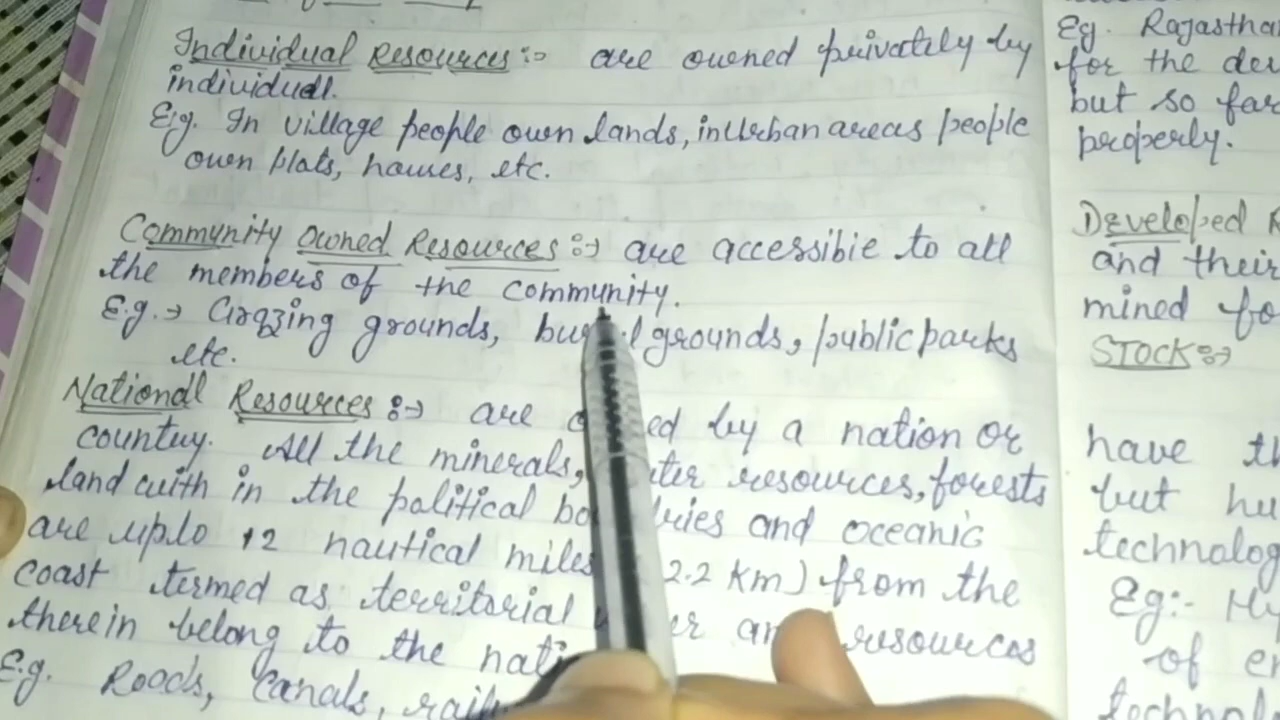 Individual Resources :→ are owned privately by
individual.
E.g. In village people own lands, in Urban areas people
own plots, houses, etc.
Community owned Resources :→ are accessible to all
the members of the community.
E.g. → Grazing grounds, grounds, public parks
etc.
National Resources :→ are by a nation or
country. All the minerals, resources, forests
land with in the political and oceanic
are upto 12 nautical miles 2.2 Km) from the
coast termed as territorial resources
therein belong to the
E.g. Roads, Canals,
Eg. Rajasthan
for the
but so far
properly.
Developed
and their
mined
STOCK :→
have
but
Eg:-
of